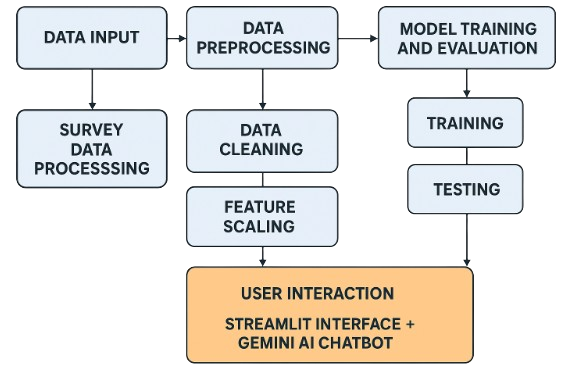 DATA INPUT
DATA
PREPROCESSING
MODEL TRAINING
AND EVALUATION
SURVEY
DATA
PROCESSSING
DATA
CLEANING
TRAINING
FEATURE
SCALING
TESTING
USER INTERACTION
STREAMLIT INTERFACE +
GEMINI AI CHATBOT